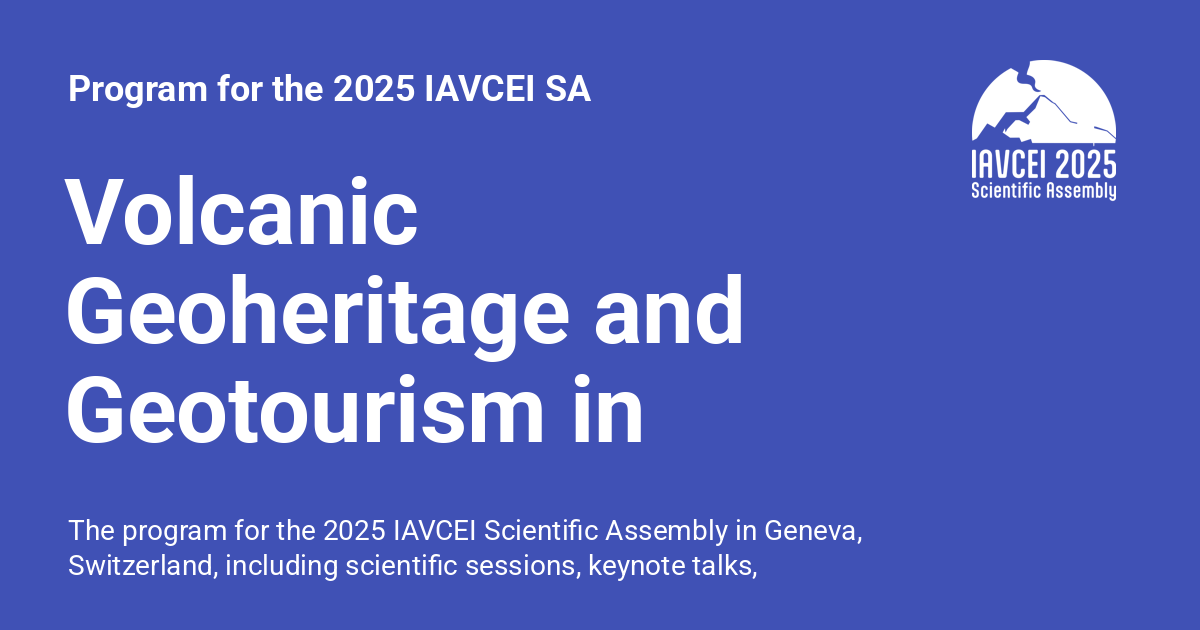 Program for the 2025 IAVCEI SA
IAVCEI 2025
Scientific Assembly
Volcanic
Geoheritage and
Geotourism in
The program for the 2025 IAVCEI Scientific Assembly in Geneva,
Switzerland, including scientific sessions, keynote talks,